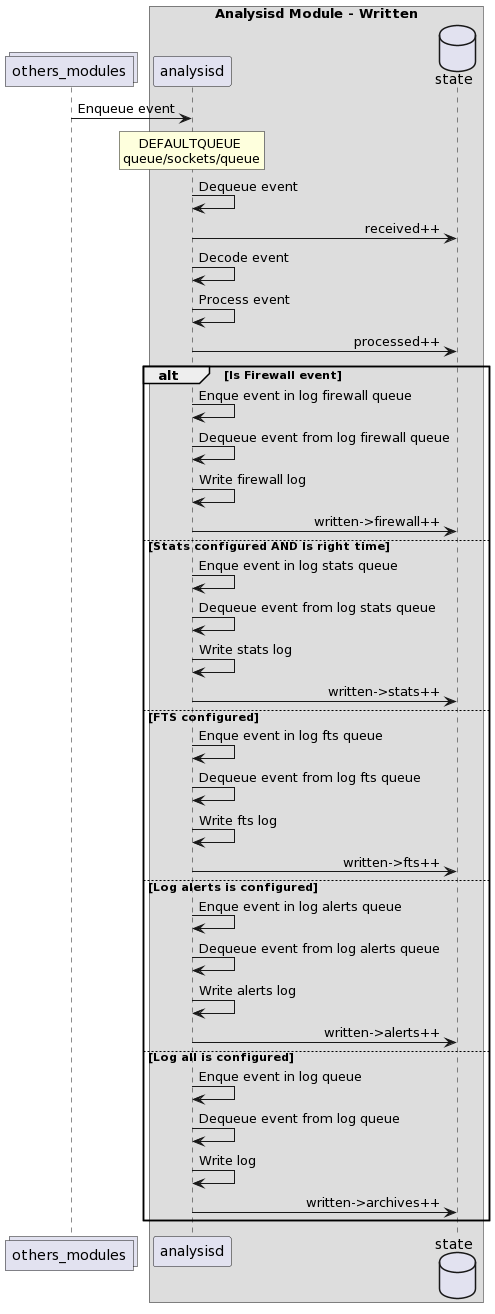 Analysisd Module - Written
others_modules
analysisd
state
Enqueue event
DEFAULTQUEUE
queue/sockets/queue
Dequeue event
received++
Decode event
Process event
processed++
alt [Is Firewall event]
Enque event in log firewall queue
Dequeue event from log firewall queue
Write firewall log
written->firewall++
[Stats configured AND Is right time]
Enque event in log stats queue
Dequeue event from log stats queue
Write stats log
written->stats++
[FTS configured]
Enque event in log fts queue
Dequeue event from log fts queue
Write fts log
written->fts++
[Log alerts is configured]
Enque event in log alerts queue
Dequeue event from log alerts queue
Write alerts log
written->alerts++
[Log all is configured]
Enque event in log queue
Dequeue event from log queue
Write log
written->archives++
others_modules
analysisd
state